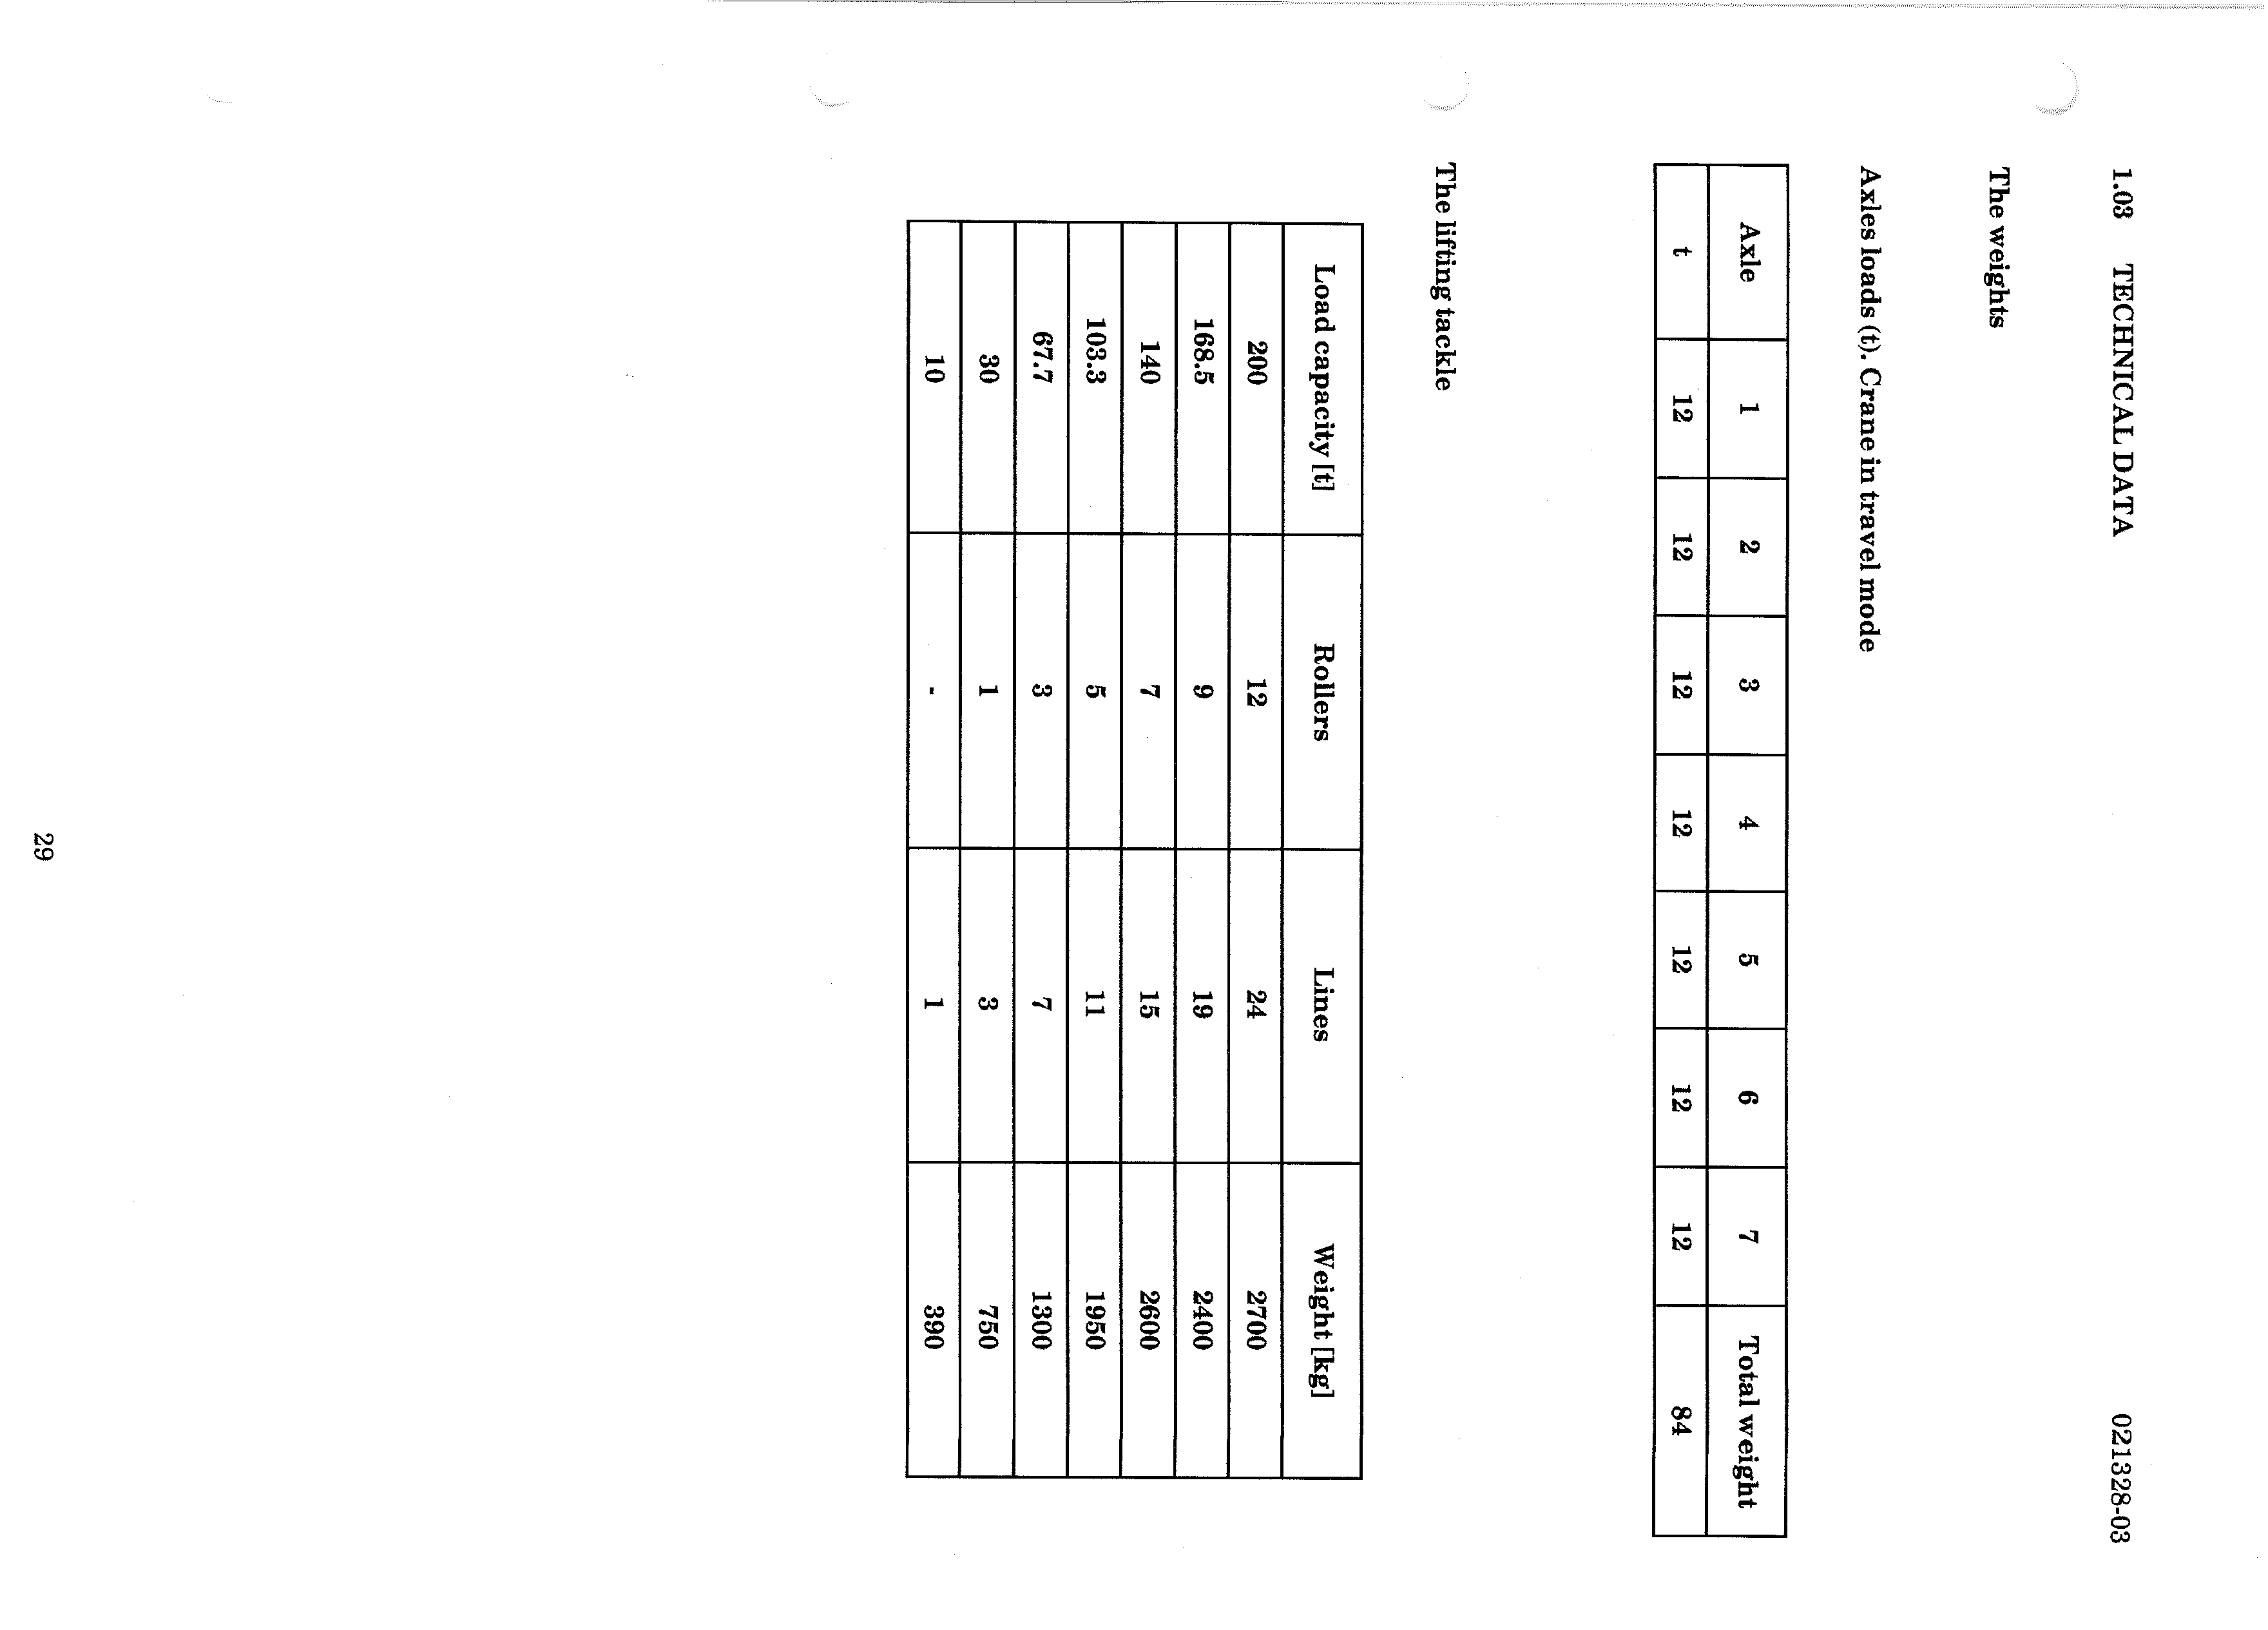 1.03 TECHNICAL DATA 021328-03
The weights
Axles loads (t). Crane in travel mode
Axle 1 2 3 4 5 6 7 Total weight
t 12 12 12 12 12 12 12 84
The lifting tackle
Load capacity [t] Rollers Lines Weight [kg]
200 12 24 2700
168.5 9 19 2400
140 7 15 2600
103.3 5 11 1950
67.7 3 7 1300
30 1 3 750
10 - 1 390
29